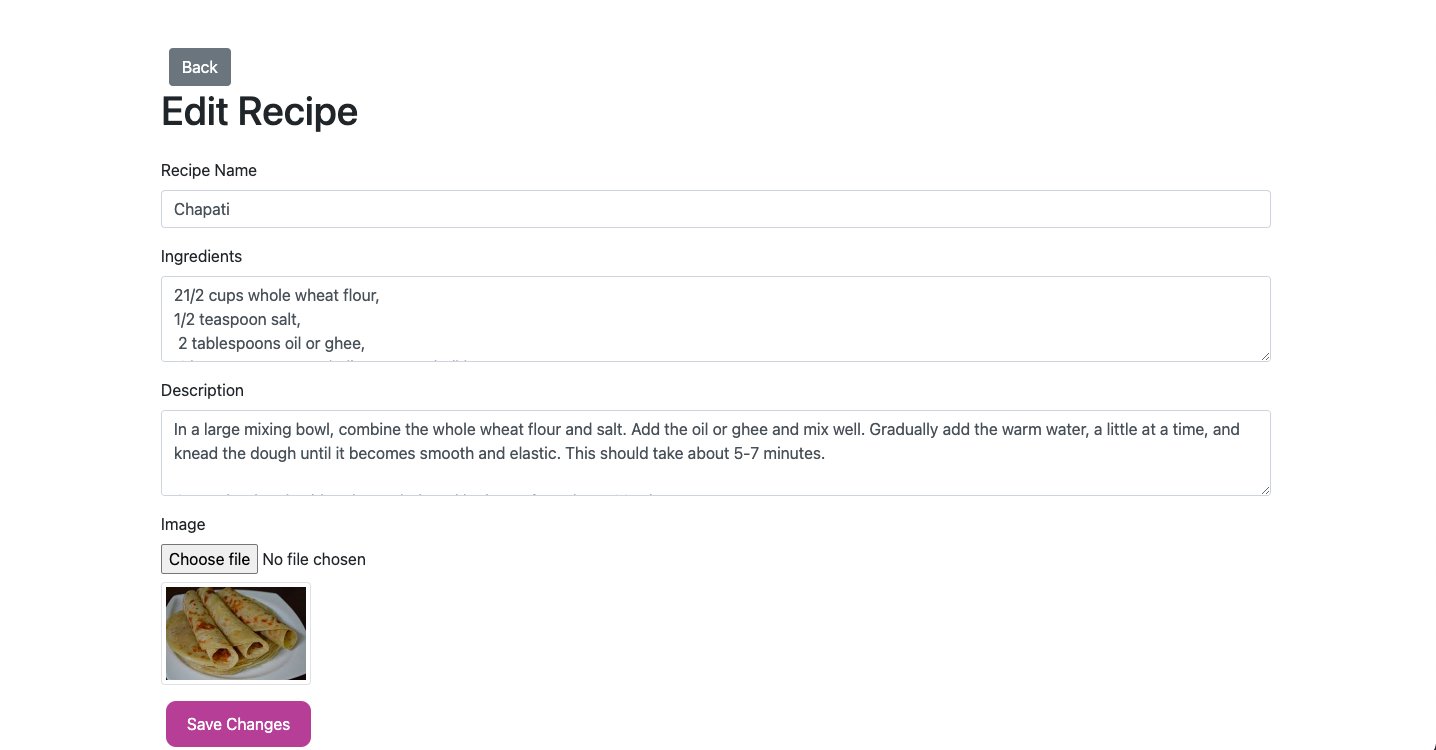 Back
Edit Recipe
Recipe Name
Chapati
Ingredients
21/2 cups whole wheat flour,
1/2 teaspoon salt,
2 tablespoons oil or ghee,
Description
In a large mixing bowl, combine the whole wheat flour and salt. Add the oil or ghee and mix well. Gradually add the warm water, a little at a time, and
knead the dough until it becomes smooth and elastic. This should take about 5-7 minutes.
Image
Choose file No file chosen
Save Changes